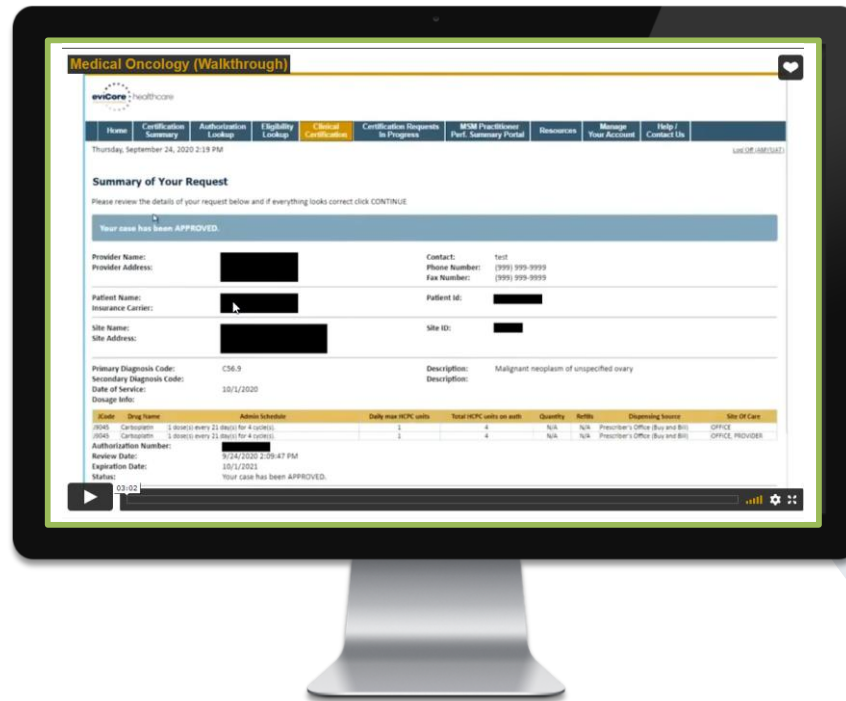 Medical Oncology (Walkthrough)
eviCore healthcare
Home Certification Summary Authorization Lookup Eligibility Lookup Clinical Certification Certification Requests In Progress MSM Practitioner Perf. Summary Portal Resources Manage Your Account Help / Contact Us
Thursday, September 24, 2020 2:19 PM
Summary of Your Request
Please review the details of your request below and if everything looks correct click CONTINUE
Your case has been APPROVED.
Provider Name: Contact: test
Provider Address: Phone Number: (999) 999-9999
Fax Number: (999) 999-9999
Patient Name: Patient Id:
Insurance Carrier:
Site Name: Site ID:
Site Address:
Primary Diagnosis Code: C56.9 Description: Malignant neoplasm of unspecified ovary
Secondary Diagnosis Code: Description:
Date of Service: 10/1/2020
Dosage Info:
JCode Drug Name Admin Schedule Daily max HCPC units Total HCPC units on auth Quantity Refills Dispensing Source Site Of Care
J9045 Carboplatin 1 dose(s) every 21 day(s) for 4 cycle(s). 1 4 N/A N/A Prescriber's Office (Buy and Bill) OFFICE
J9045 Carboplatin 1 dose(s) every 21 day(s) for 4 cycle(s). 1 4 N/A N/A Prescriber's Office (Buy and Bill) OFFICE, PROVIDER
Authorization Number:
Review Date: 9/24/2020 2:09:47 PM
Expiration Date: 10/1/2021
Status: Your case has been APPROVED.
03:02